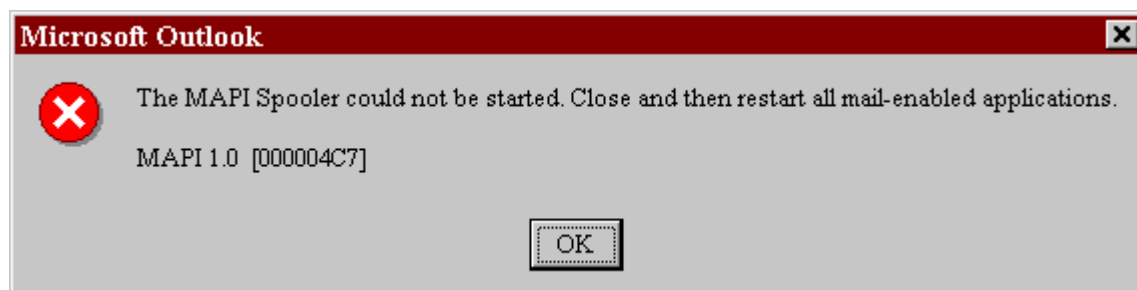 Microsoft Outlook
The MAPI Spooler could not be started. Close and then restart all mail-enabled applications.
MAPI 1.0 [000004C7]
OK